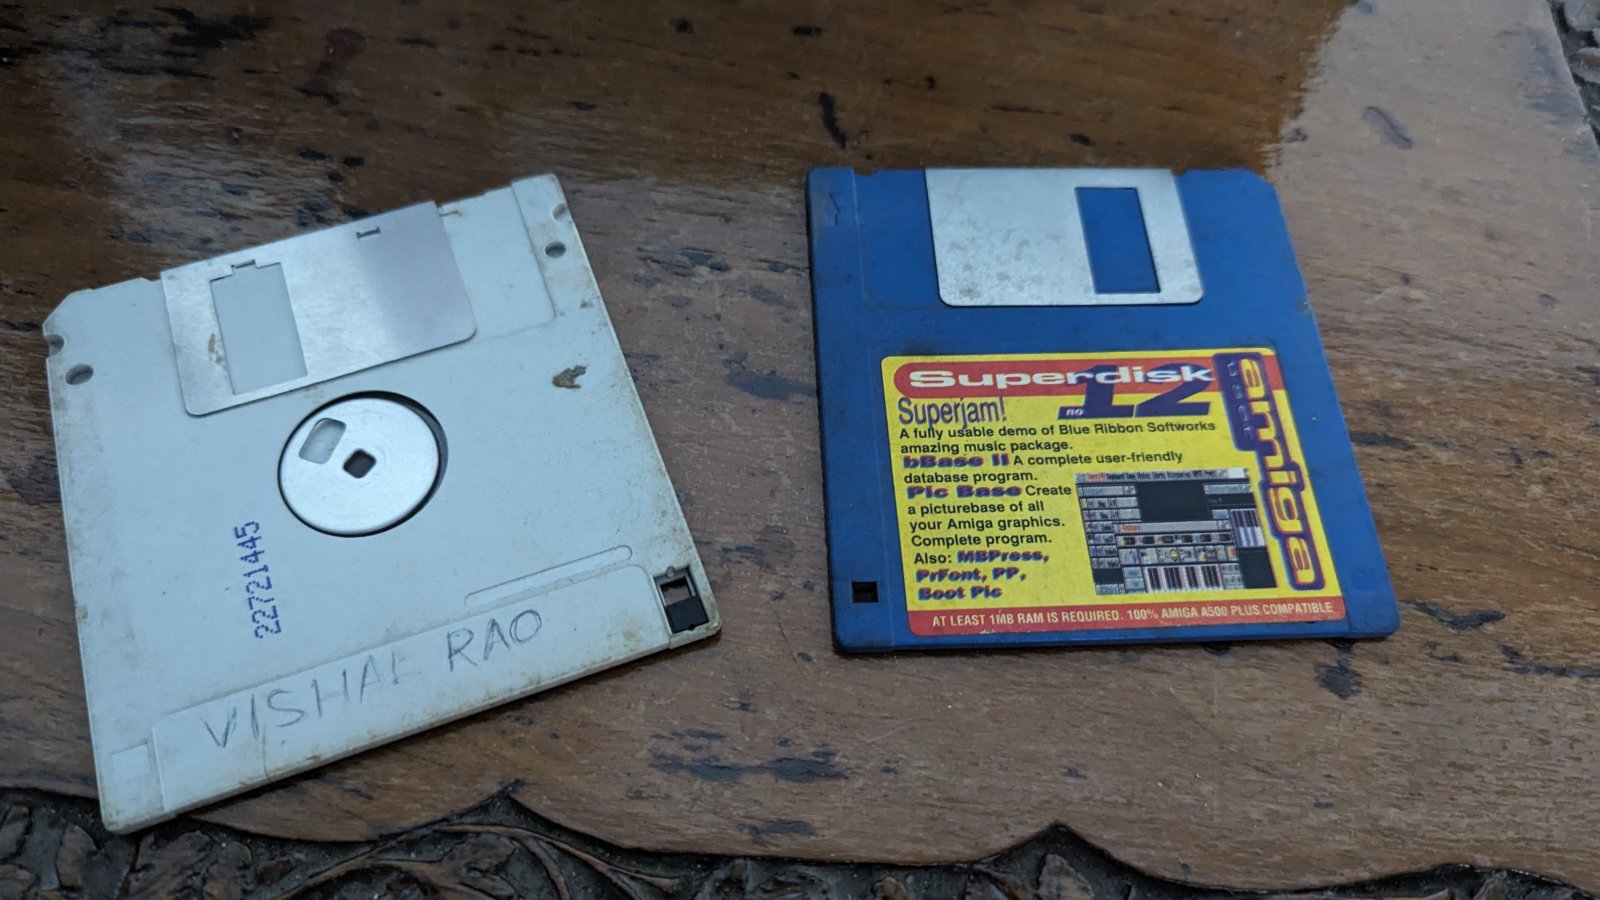 22721445
VISHAL RAO
Superdisk
no 12
amiga
Superjam!
A fully usable demo of Blue Ribbon Softworks
amazing music package.
bBase II A complete user-friendly
database program.
Pic Base Create
a picturebase of all
your Amiga graphics.
Complete program.
Also: MBPress,
PrFont, PP,
Boot Pic
AT LEAST 1MB RAM IS REQUIRED. 100% AMIGA A500 PLUS COMPATIBLE